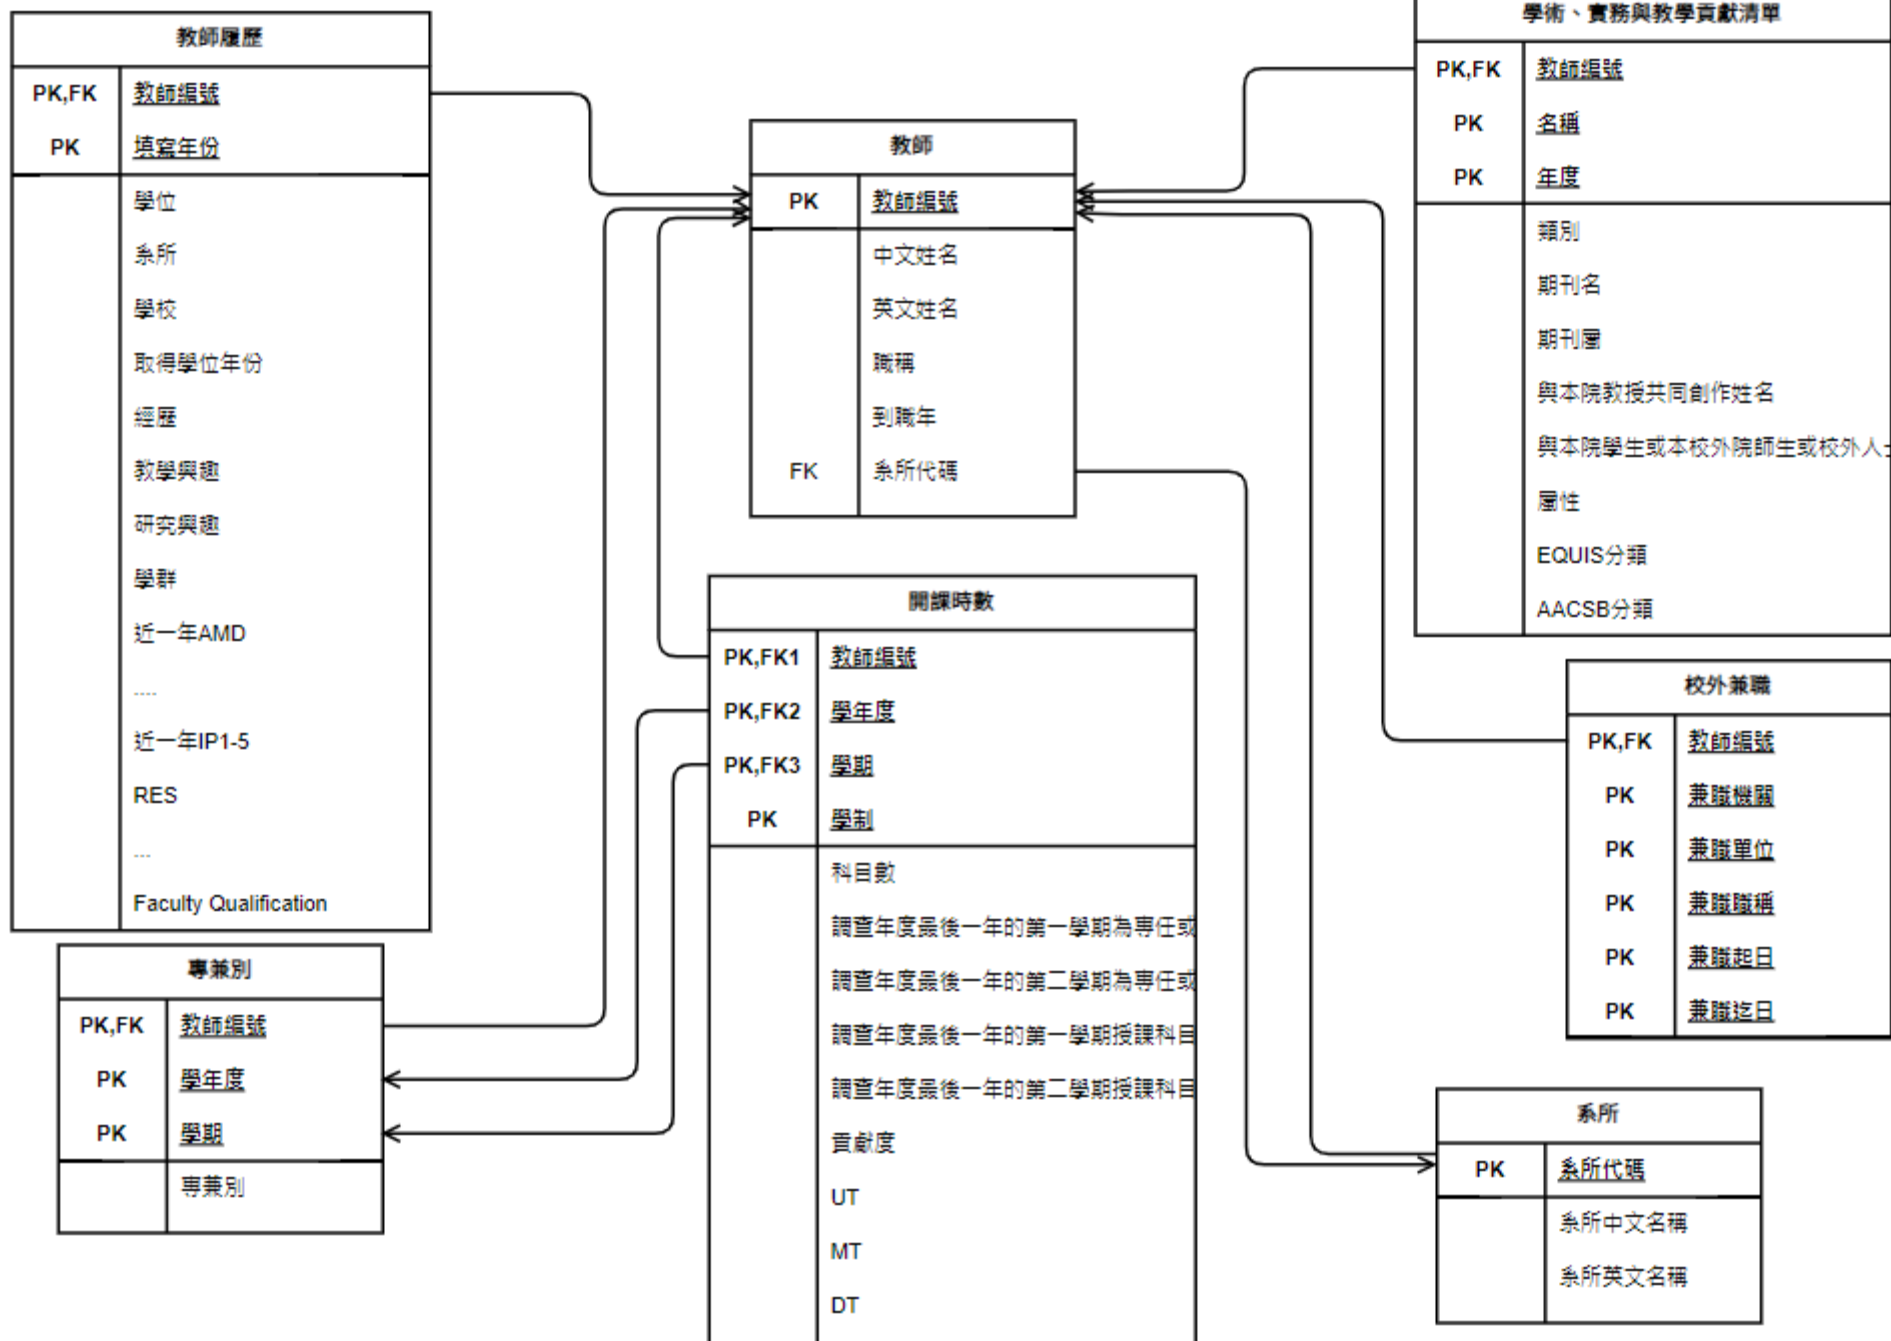 教師履歷
PK,FK 教師編號
PK 填寫年份
學位
系所
學校
取得學位年份
經歷
教學興趣
研究興趣
學群
近一年AMD
....
近一年IP1-5
RES
...
Faculty Qualification
專兼別
PK,FK 教師編號
PK 學年度
PK 學期
專兼別
教師
PK 教師編號
中文姓名
英文姓名
職稱
到職年
FK 系所代碼
開課時數
PK,FK1 教師編號
PK,FK2 學年度
PK,FK3 學期
PK 學制
科目數
調查年度最後一年的第一學期為專任或
調查年度最後一年的第二學期為專任或
調查年度最後一年的第一學期授課科目
調查年度最後一年的第二學期授課科目
貢獻度
UT
MT
DT
學術、實務與教學貢獻清單
PK,FK 教師編號
PK 名稱
PK 年度
類別
期刊名
期刊屬
與本院教授共同創作姓名
與本院學生或本校外院師生或校外人
屬性
EQUIS分類
AACSB分類
校外兼職
PK,FK 教師編號
PK 兼職機關
PK 兼職單位
PK 兼職職稱
PK 兼職起日
PK 兼職迄日
系所
PK 系所代碼
系所中文名稱
系所英文名稱